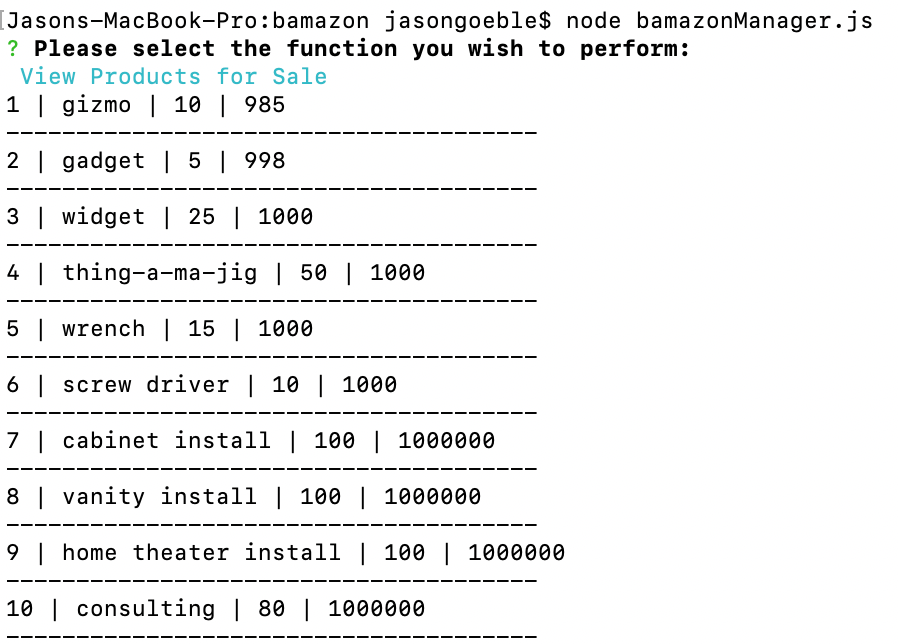 [Jasons-MacBook-Pro:bamazon jasongoeble$ node bamazonManager.js
? Please select the function you wish to perform:
 View Products for Sale
1 | gizmo | 10 | 985
--------------------------------------
2 | gadget | 5 | 998
--------------------------------------
3 | widget | 25 | 1000
--------------------------------------
4 | thing-a-ma-jig | 50 | 1000
--------------------------------------
5 | wrench | 15 | 1000
--------------------------------------
6 | screw driver | 10 | 1000
--------------------------------------
7 | cabinet install | 100 | 1000000
--------------------------------------
8 | vanity install | 100 | 1000000
--------------------------------------
9 | home theater install | 100 | 1000000
--------------------------------------
10 | consulting | 80 | 1000000
--------------------------------------